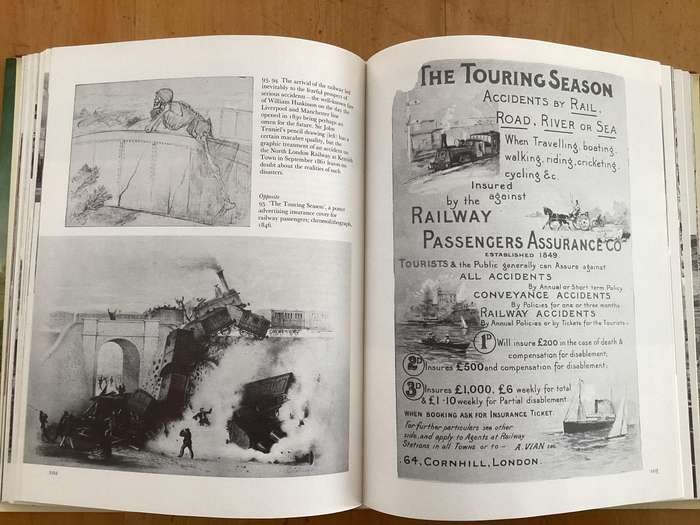 93, 94 The arrival of the railway led
inevitably to the fearful prospect of
serious accidents – the well-known fate
of William Huskisson on the day the
Liverpool and Manchester line
opened in 1830 being perhaps an
omen for the future. Sir John
Tenniel's pencil drawing (left) has a
certain macabre quality, but the
graphic treatment of an accident on
the North London Railway at Kentish
Town in September 1861 leaves no
doubt about the realities of such
disasters.
Opposite
95 'The Touring Season', a poster
advertising insurance cover for
railway passengers; chromolithograph,
THE TOURING SEASON
ACCIDENTS BY RAIL,
ROAD, RIVER OR SEA
When Travelling, boating,
walking, riding, cricketing,
cycling &c.
Insured
against
by the
RAILWAY
PASSENGERS ASSURANCE CO
ESTABLISHED 1849
TOURISTS & the Public generally can Assure against
ALL ACCIDENTS
By Annual or Short term Policy
CONVEYANCE ACCIDENTS
By Policies for one or three months
RAILWAY ACCIDENTS
By Annual Policies or by Tickets for the Tourists
1D Will insure £200 in the case of death &
compensation for disablement;
2D Insures £500 and compensation for disablement;
3D Insures £1,000, £6 weekly for total
& £1-10 weekly for Partial disablement.
WHEN BOOKING ASK FOR INSURANCE TICKET.
For further particulars see other
side, and apply to Agents at Railway
Stations in all Towns or to – A. VIAN Sec.
64, CORNHILL, LONDON.